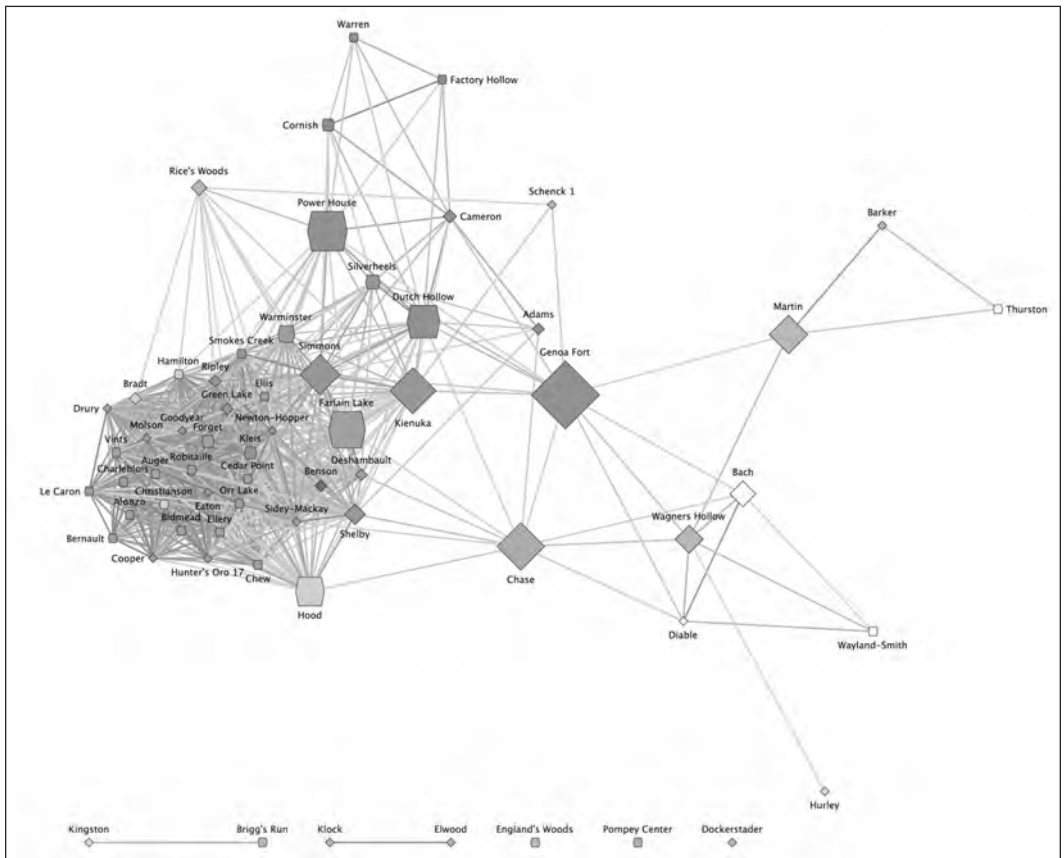 Warren
Factory Hollow
Cornish
Rice's Woods
Schenck 1
Power House
Cameron
Barker
Silverheels
Dutch Hollow
Martin
Thurston
Warminster
Adams
Smokes Creek
Simmons
Genoa Fort
Hamilton
Ripley
Bradt
Ellis
Green Lake
Farlain Lake
Drury
Goodyear
Newton-Hopper
Kienuka
Molson
Forget
Vints
Kleis
Robitaille
Deshambault
Auger
Cedar Point
Charlebois
Benson
Bach
Le Caron
Christianson
Orr Lake
Alonzo
Eaton
Sidey-Mackay
Wagners Hollow
Bidmead
Ellery
Shelby
Bernault
Cooper
Hunter's Oro 17
Chew
Chase
Hood
Diable
Wayland-Smith
Hurley
Kingston
Brigg's Run
Klock
Elwood
England's Woods
Pompey Center
Dockerstader